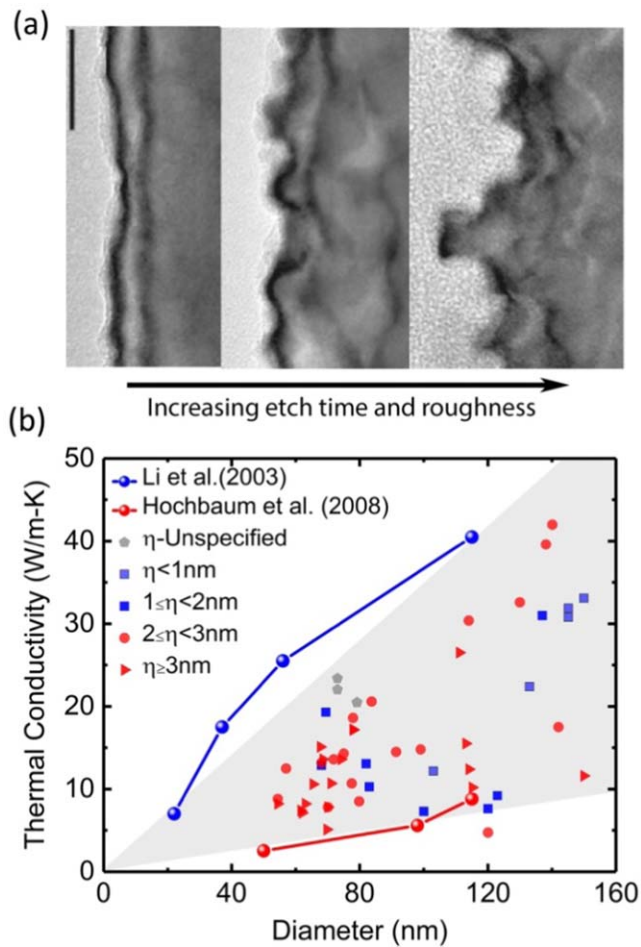 (a)
Increasing etch time and roughness
(b)
Thermal Conductivity (W/m-K)
50
40
30
20
10
0
Li et al.(2003)
Hochbaum et al. (2008)
η-Unspecified
η<1nm
1≤η<2nm
2≤η<3nm
η≥3nm
0 40 80 120 160
Diameter (nm)